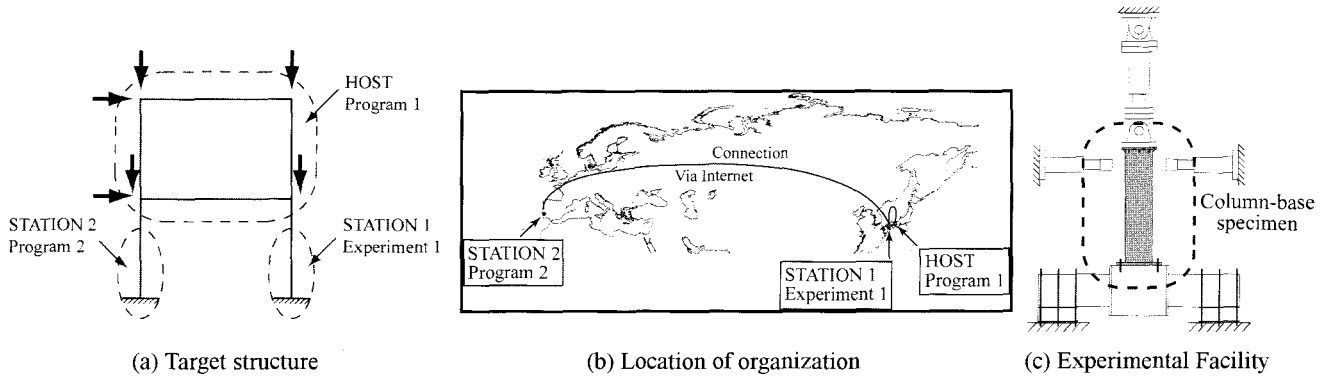 HOST
Program 1
STATION 2
Program 2
STATION 1
Experiment 1
(a) Target structure
Connection
Via Internet
STATION 2
Program 2
STATION 1
Experiment 1
HOST
Program 1
(b) Location of organization
Column-base
specimen
(c) Experimental Facility